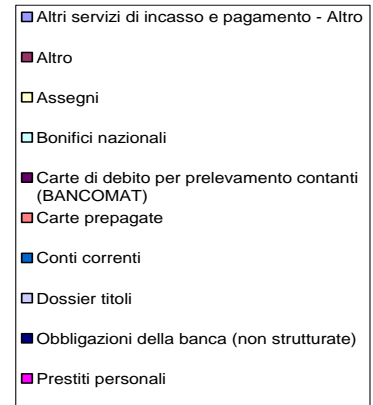 Altri servizi di incasso e pagamento - Altro
Altro
Assegni
Bonifici nazionali
Carte di debito per prelevamento contanti
(BANCOMAT)
Carte prepagate
Conti correnti
Dossier titoli
Obbligazioni della banca (non strutturate)
Prestiti personali